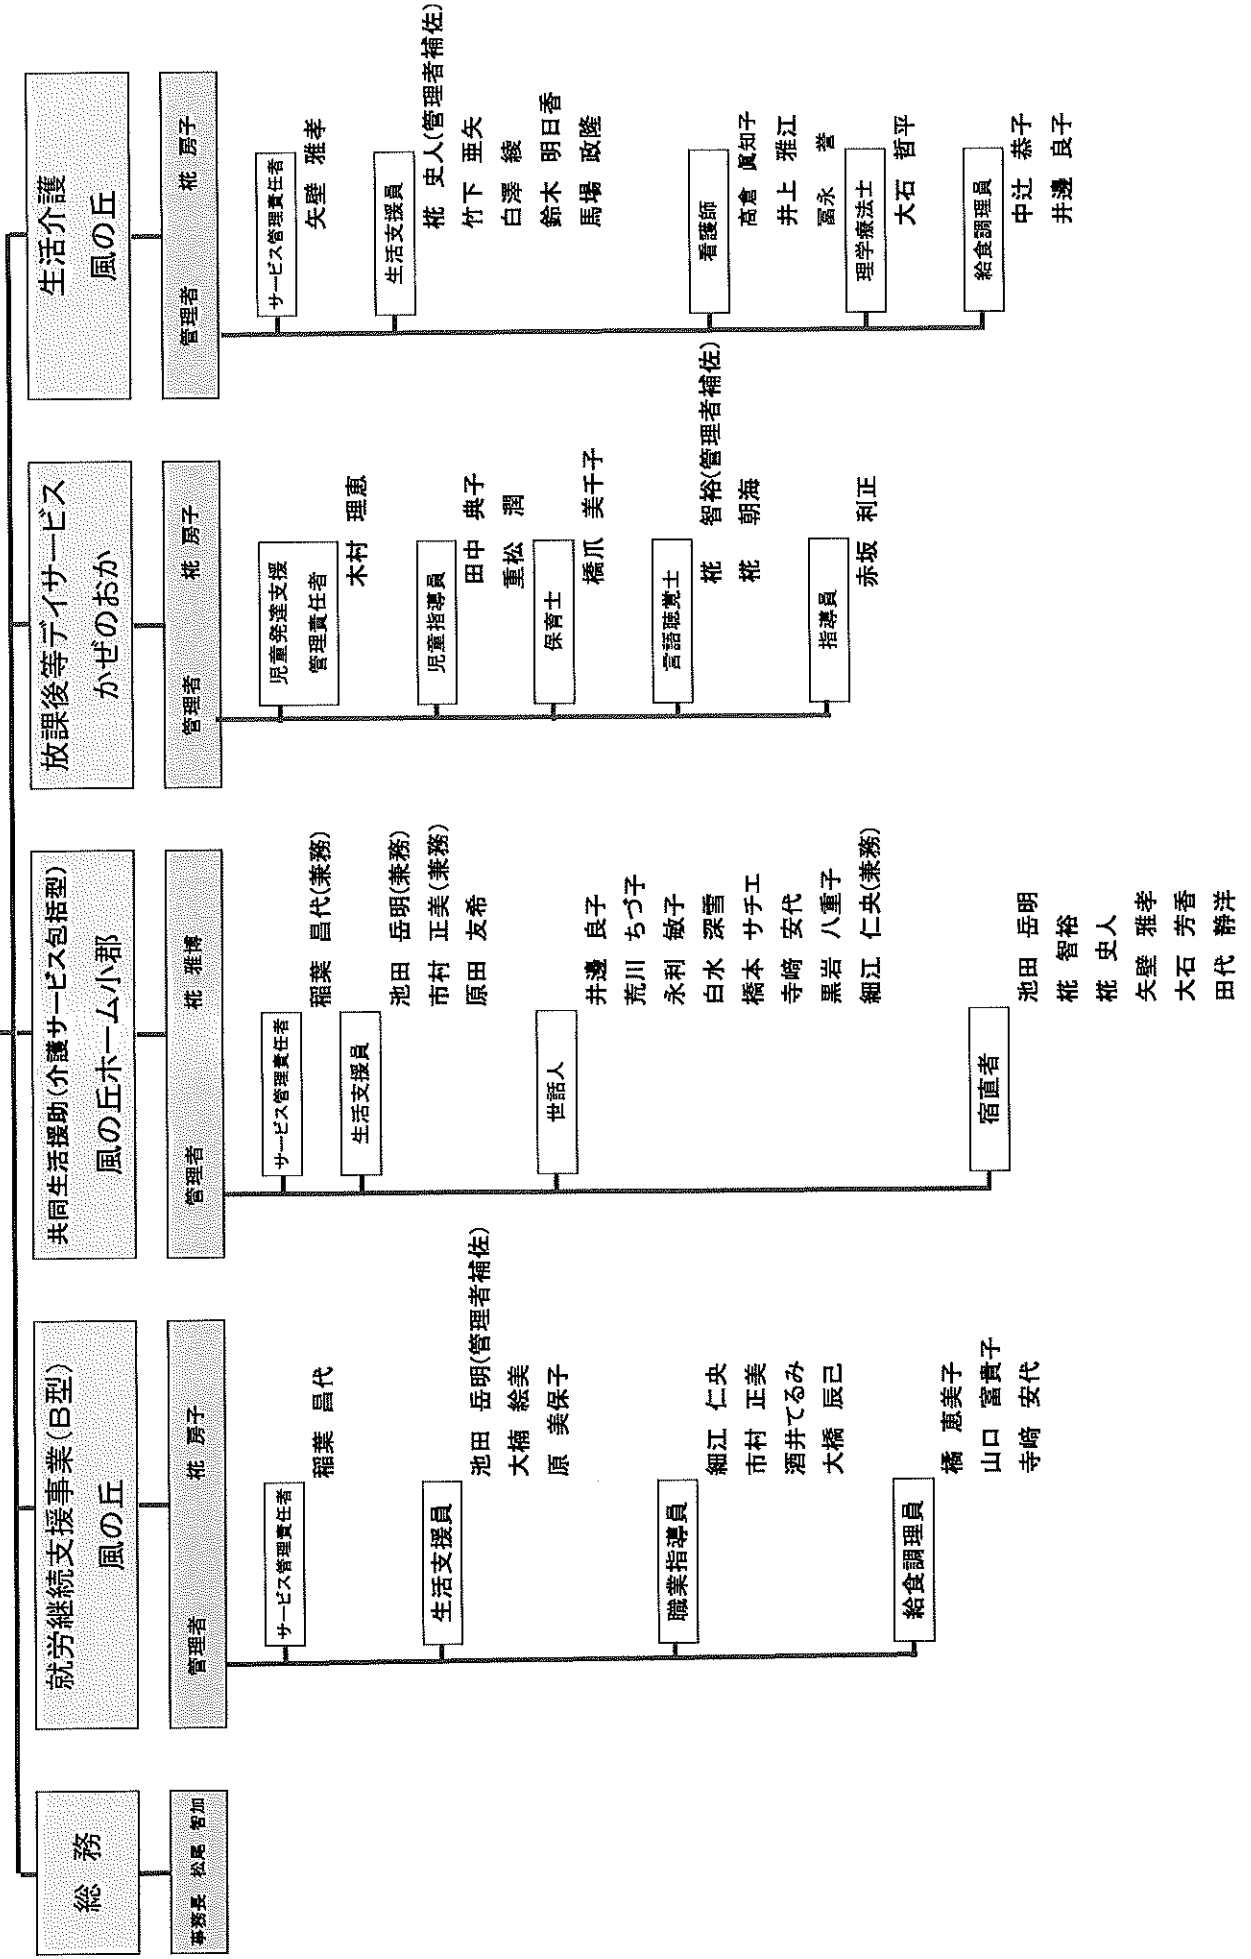 総　務
事務長　松尾　智加
就労継続支援事業(B型)
風の丘
管理者　椛　房子
サービス管理責任者
稲葉　昌代
生活支援員
池田　岳明(管理者補佐)
大楠　絵美
原　美保子
職業指導員
細江　仁央
市村　正美
酒井てるみ
大橋　辰己
給食調理員
橋　恵美子
山口　富貴子
寺﨑　安代
共同生活援助(介護サービス包括型)
風の丘ホーム小郡
管理者　椛　雅博
サービス管理責任者
稲葉　昌代(兼務)
生活支援員
池田　岳明(兼務)
市村　正美(兼務)
原田　友希
世話人
井邊　良子
荒川　ちづ子
永利　敏子
白水　深雪
橋本　サチエ
寺﨑　安代
黒岩　八重子
細江　仁央(兼務)
宿直者
池田　岳明
椛　智裕
椛　史人
矢壁　雅孝
大石　芳香
田代　静洋
放課後等デイサービス
かぜのおか
管理者　椛　房子
児童発達支援
管理責任者
木村　理恵
児童指導員
田中　典子
重松　潤
保育士
橋爪　美千子
言語聴覚士
椛　智裕(管理者補佐)
椛　朝海
指導員
赤坂　利正
生活介護
風の丘
管理者　椛　房子
サービス管理責任者
矢壁　雅孝
生活支援員
椛　史人(管理者補佐)
竹下　亜矢
白澤　綾
鈴木　明日香
馬場　政隆
看護師
髙倉　眞知子
井上　雅江
冨永　誉
理学療法士
大石　哲平
給食調理員
中辻　恭子
井邊　良子